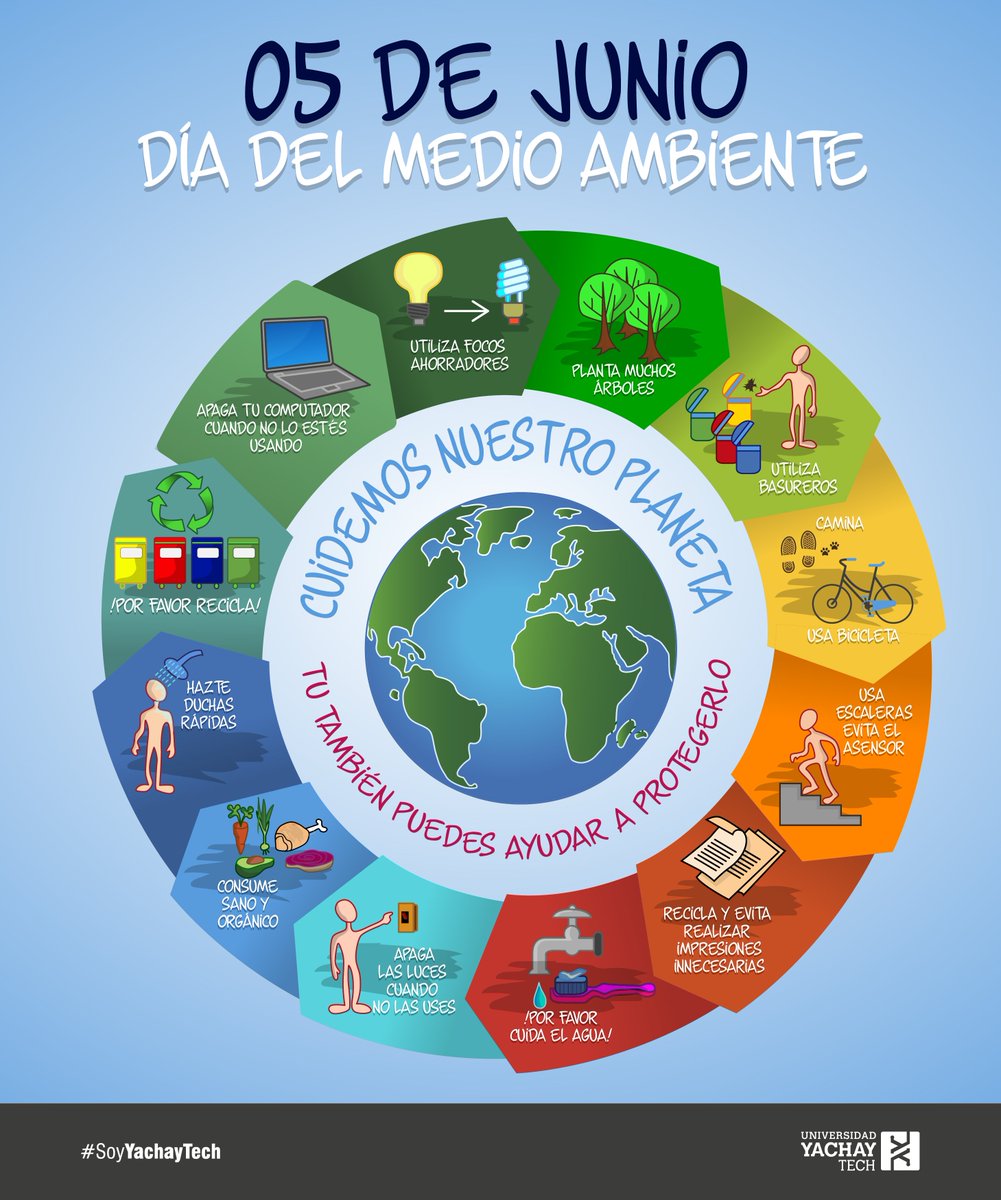 05 DE JUNIO
DÍA DEL MEDIO AMBIENTE
UTILIZA FOCOS
AHORRADORES
PLANTA MUCHOS
ÁRBOLES
UTILIZA
BASUREROS
CAMINA
USA BICICLETA
USA
ESCALERAS
EVITA EL
ASENSOR
RECICLA Y EVITA
REALIZAR
IMPRESIONES
INNECESARIAS
!POR FAVOR
CUIDA EL AGUA!
APAGA
LAS LUCES
CUANDO
NO LAS USES
CONSUME
SANO Y
ORGÁNICO
HAZTE
DUCHAS
RÁPIDAS
!POR FAVOR RECICLA!
APAGA TU COMPUTADOR
CUANDO NO LO ESTÉS
USANDO
CUIDEMOS NUESTRO PLANETA
TU TAMBIÉN PUEDES AYUDAR A PROTEGERLO
#SoyYachayTech
UNIVERSIDAD
YACHAY
TECH